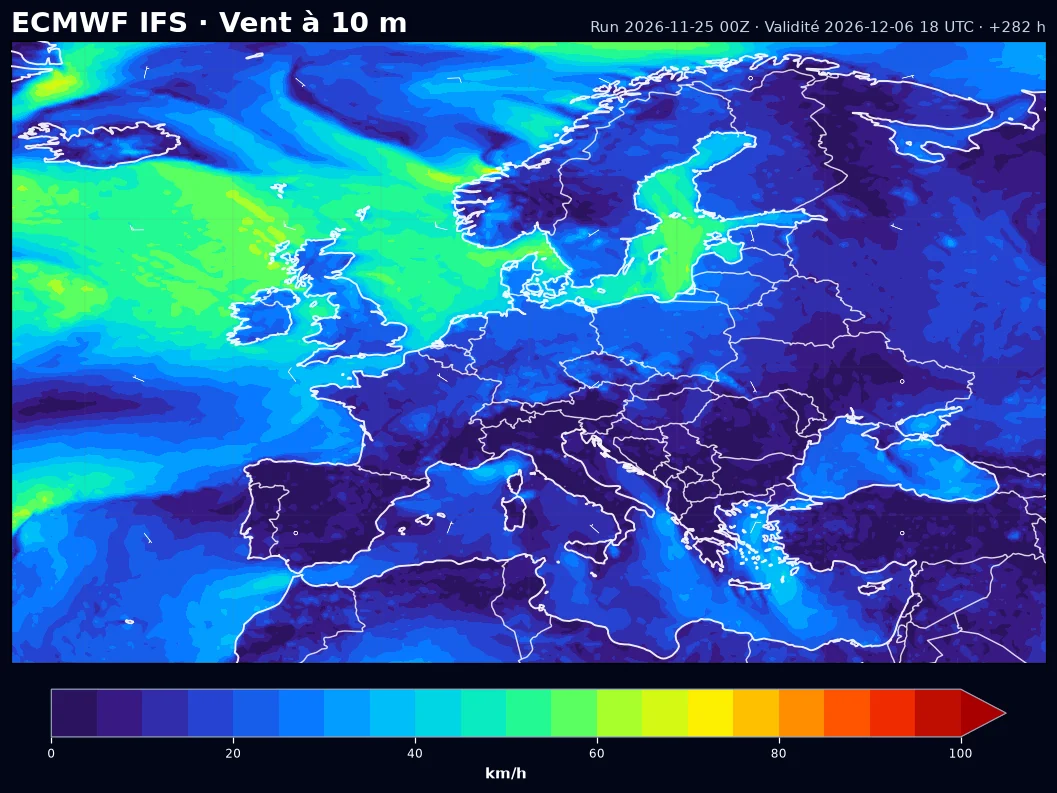 ECMWF IFS · Vent à 10 m
Run 2026-11-25 00Z · Validité 2026-12-06 18 UTC · +282 h
0 20 40 60 80 100
km/h